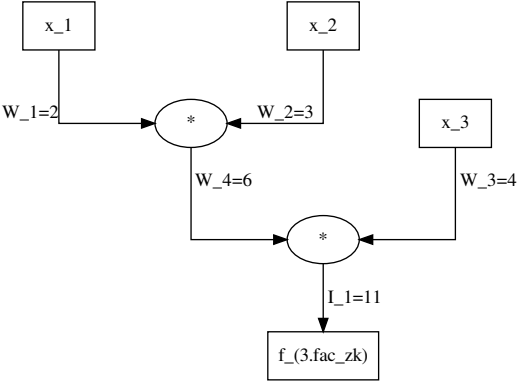 x_1
x_2
W_1=2
*
W_2=3
x_3
W_4=6
W_3=4
*
I_1=11
f_(3.fac_zk)